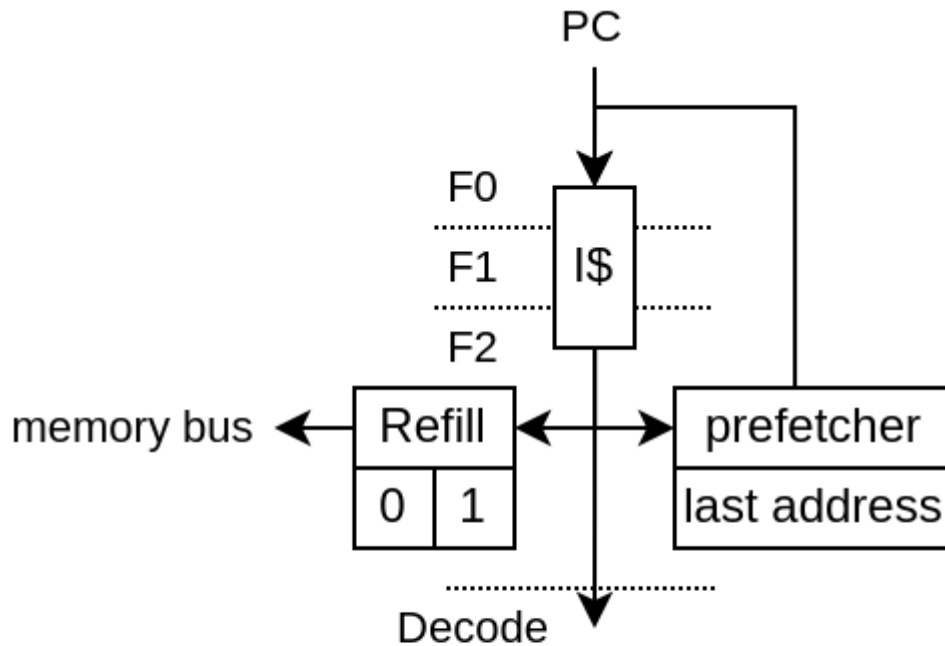 PC
F0
F1
I$
F2
memory bus
Refill
prefetcher
0
1
last address
Decode